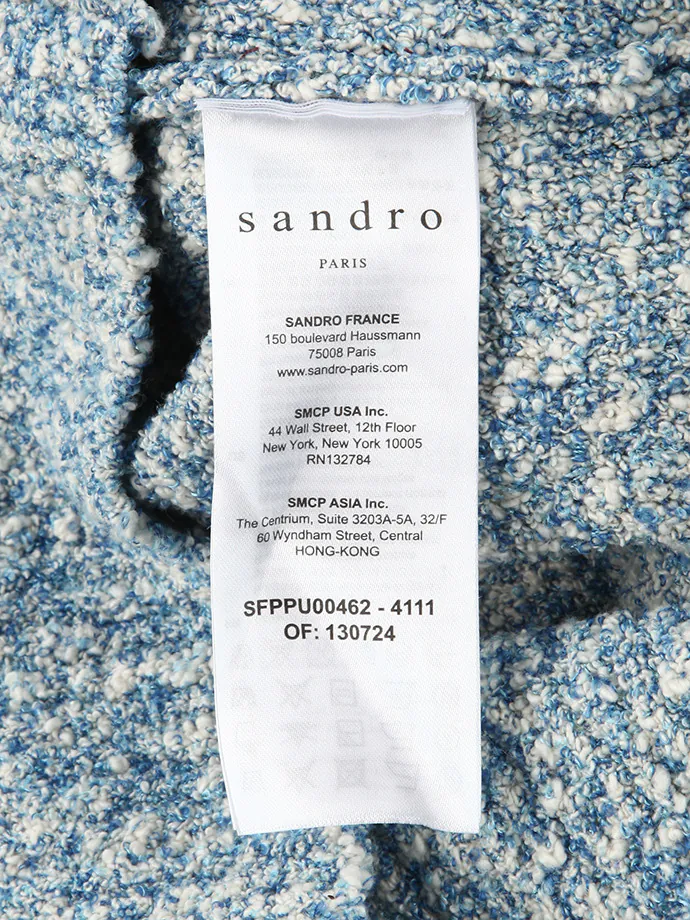 sandro
PARIS
SANDRO FRANCE
150 boulevard Haussmann
75008 Paris
www.sandro-paris.com
SMCP USA Inc.
44 Wall Street, 12th Floor
New York, New York 10005
RN132784
SMCP ASIA Inc.
The Centrium, Suite 3203A-5A, 32/F
60 Wyndham Street, Central
HONG-KONG
SFPPU00462 - 4111
OF: 130724